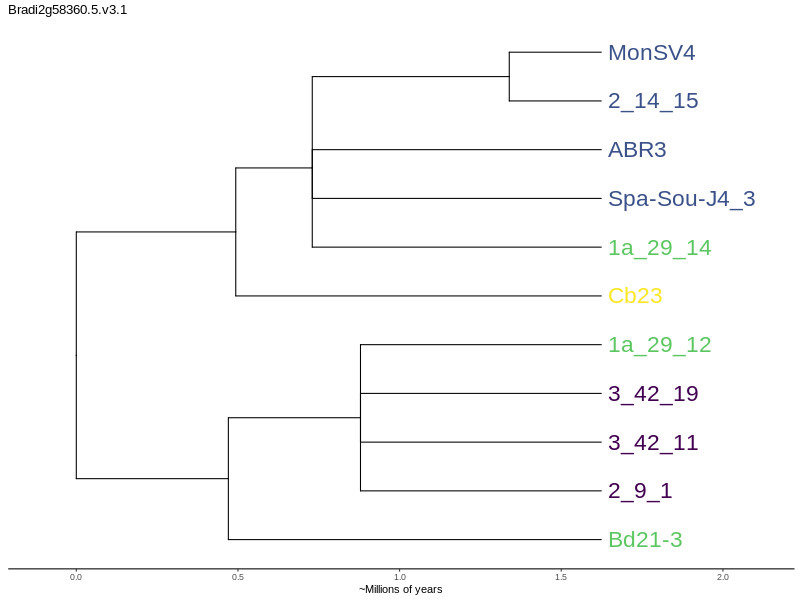 Bradi2g58360.5.v3.1
MonSV4
2_14_15
ABR3
Spa-Sou-J4_3
1a_29_14
Cb23
1a_29_12
3_42_19
3_42_11
2_9_1
Bd21-3
0.0 0.5 1.0 1.5 2.0
~Millions of years